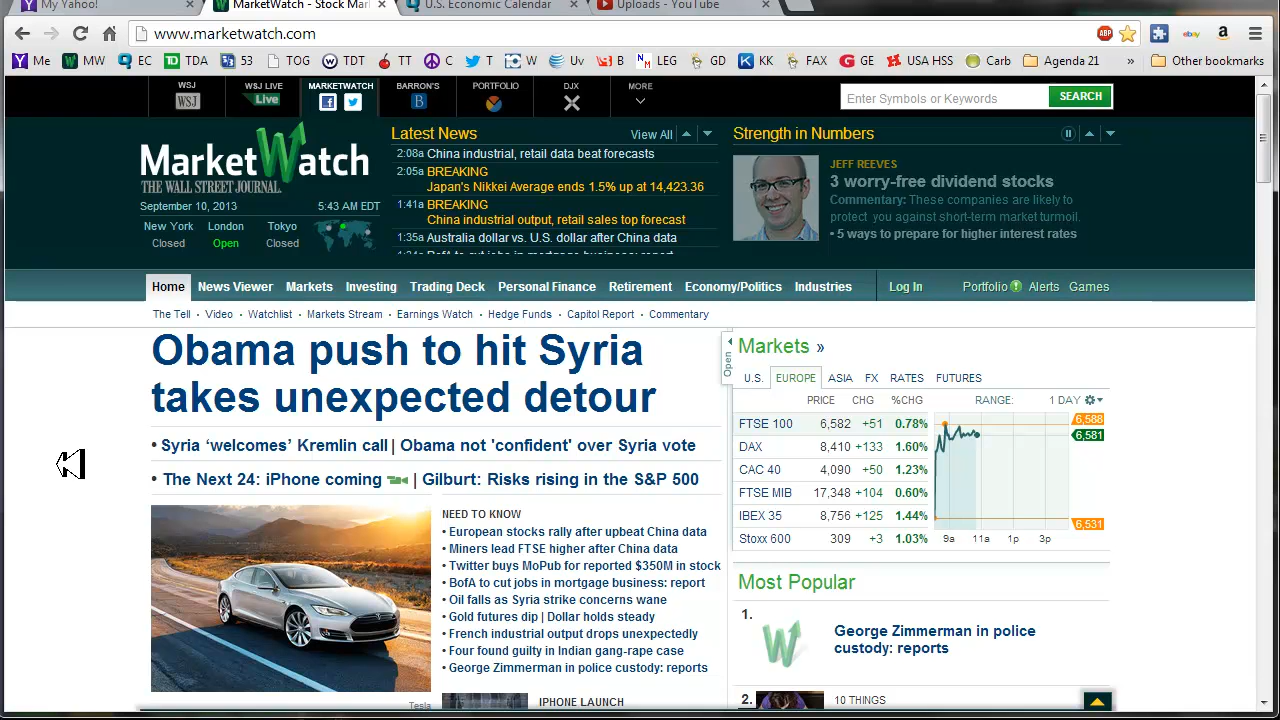 My Yahoo!
MarketWatch - Stock Mar
U.S. Economic Calendar
Uploads - YouTube
www.marketwatch.com
ABP
Me MW EC TDA 53 TOG TDT TT C T W Uv B LEG GD KK FAX GE USA HSS Carb Agenda 21 » Other bookmarks
WSJ
WSJ
WSJ LIVE
Live
MARKETWATCH
BARRON'S
B
PORTFOLIO
DJX
MORE
Enter Symbols or Keywords
SEARCH
MarketWatch
THE WALL STREET JOURNAL
September 10, 2013 5:43 AM EDT
New York London Tokyo
Closed Open Closed
Latest News View All
2:08a China industrial, retail data beat forecasts
2:05a BREAKING
Japan's Nikkei Average ends 1.5% up at 14,423.36
1:41a BREAKING
China industrial output, retail sales top forecast
1:35a Australia dollar vs. U.S. dollar after China data
Strength in Numbers
JEFF REEVES
3 worry-free dividend stocks
Commentary: These companies are likely to
protect you against short-term market turmoil.
• 5 ways to prepare for higher interest rates
Home News Viewer Markets Investing Trading Deck Personal Finance Retirement Economy/Politics Industries Log In Portfolio Alerts Games
The Tell Video Watchlist Markets Stream Earnings Watch Hedge Funds Capitol Report Commentary
Obama push to hit Syria
takes unexpected detour
• Syria ‘welcomes’ Kremlin call | Obama not 'confident' over Syria vote
• The Next 24: iPhone coming | Gilburt: Risks rising in the S&P 500
Tesla
NEED TO KNOW
• European stocks rally after upbeat China data
• Miners lead FTSE higher after China data
• Twitter buys MoPub for reported $350M in stock
• BofA to cut jobs in mortgage business: report
• Oil falls as Syria strike concerns wane
• Gold futures dip | Dollar holds steady
• French industrial output drops unexpectedly
• Four found guilty in Indian gang-rape case
• George Zimmerman in police custody: reports
IPHONE LAUNCH
Open
Markets »
U.S. EUROPE ASIA FX RATES FUTURES
PRICE CHG %CHG RANGE: 1 DAY
FTSE 100 6,582 +51 0.78%
DAX 8,410 +133 1.60%
CAC 40 4,090 +50 1.23%
FTSE MIB 17,348 +104 0.60%
IBEX 35 8,756 +125 1.44%
Stoxx 600 309 +3 1.03%
6,588
6,581
6,531
9a 11a 1p 3p
Most Popular
1.
George Zimmerman in police
custody: reports
2.
10 THINGS